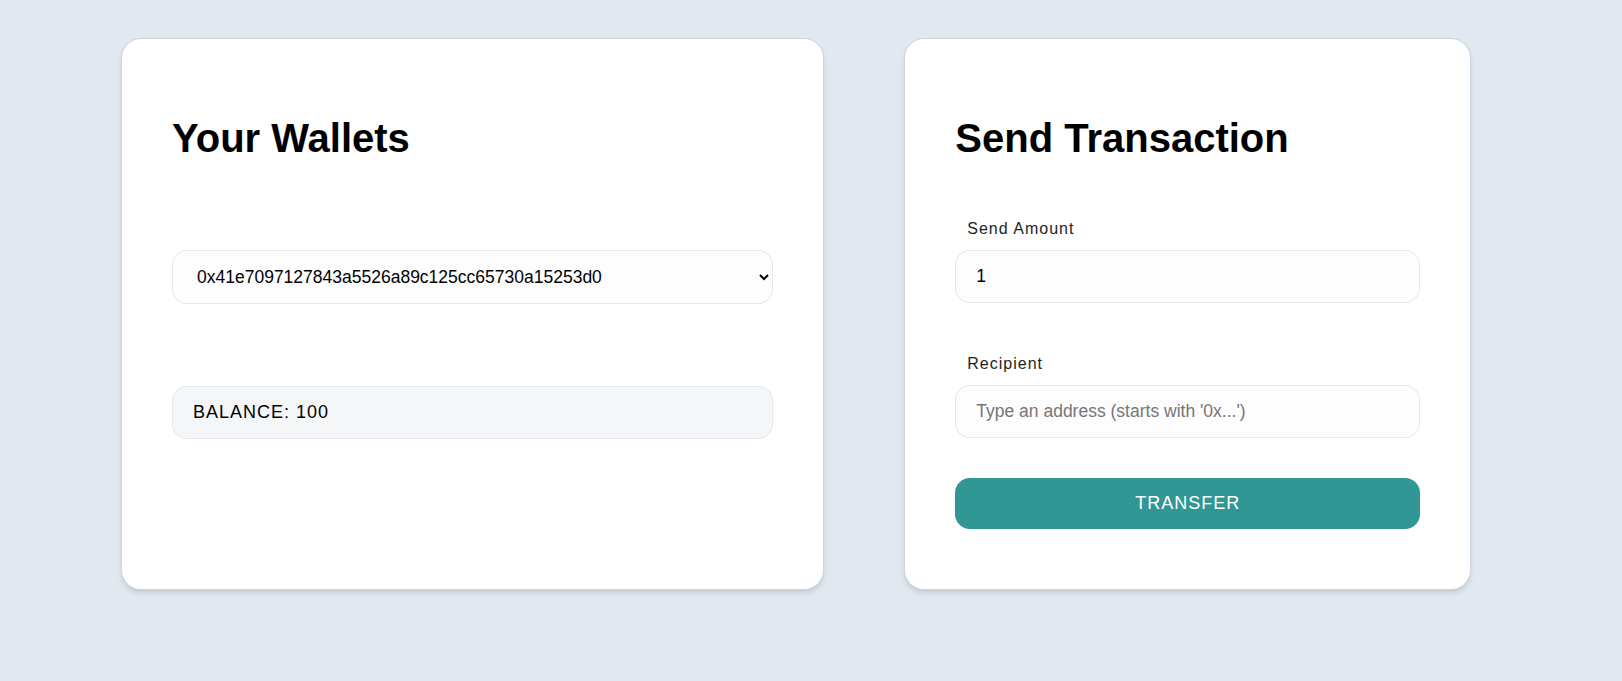 Your Wallets
0x41e7097127843a5526a89c125cc65730a15253d0
BALANCE: 100
Send Transaction
Send Amount
1
Recipient
Type an address (starts with '0x...')
TRANSFER